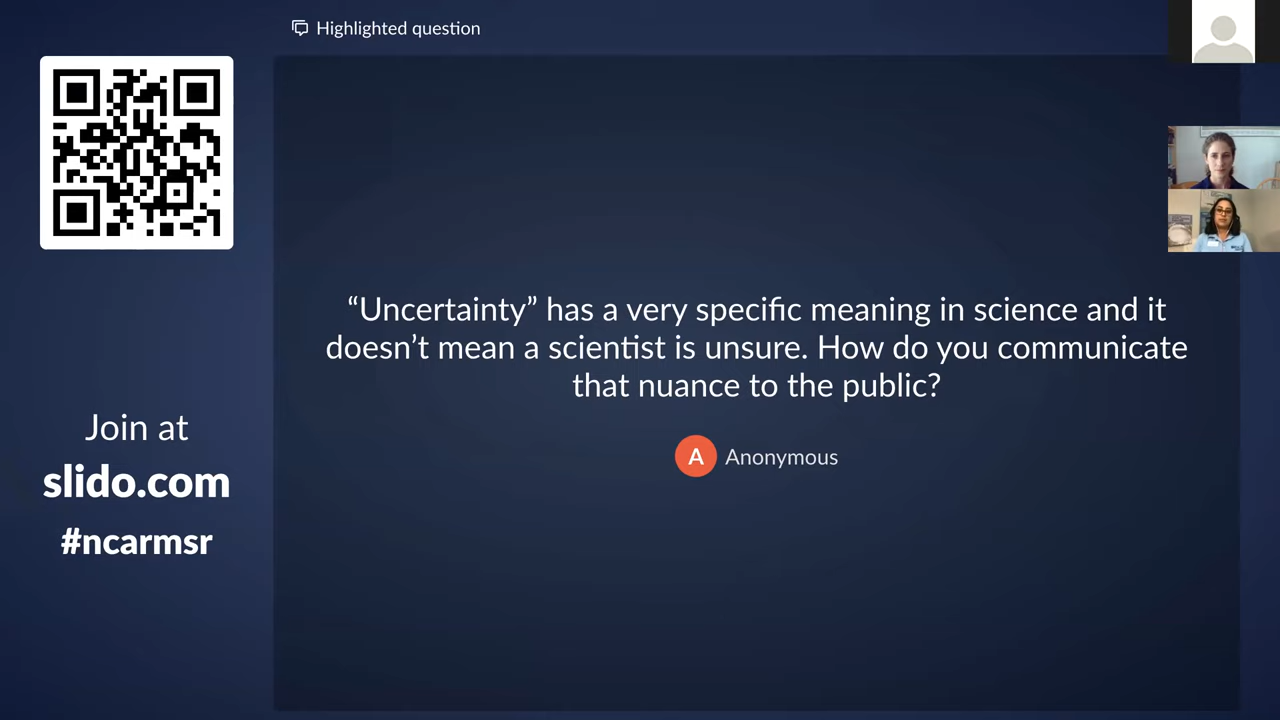 Highlighted question
“Uncertainty” has a very specific meaning in science and it
doesn’t mean a scientist is unsure. How do you communicate
that nuance to the public?
A Anonymous
Join at
slido.com
#ncarmsr